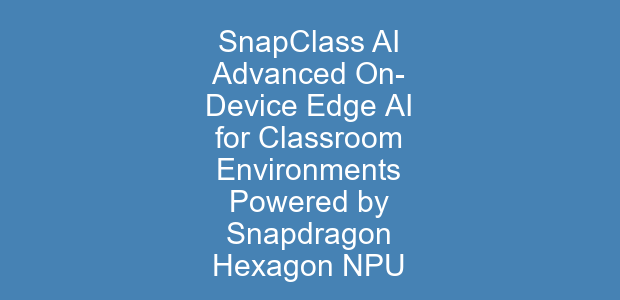 SnapClass AI
Advanced On-
Device Edge AI
for Classroom
Environments
Powered by
Snapdragon
Hexagon NPU